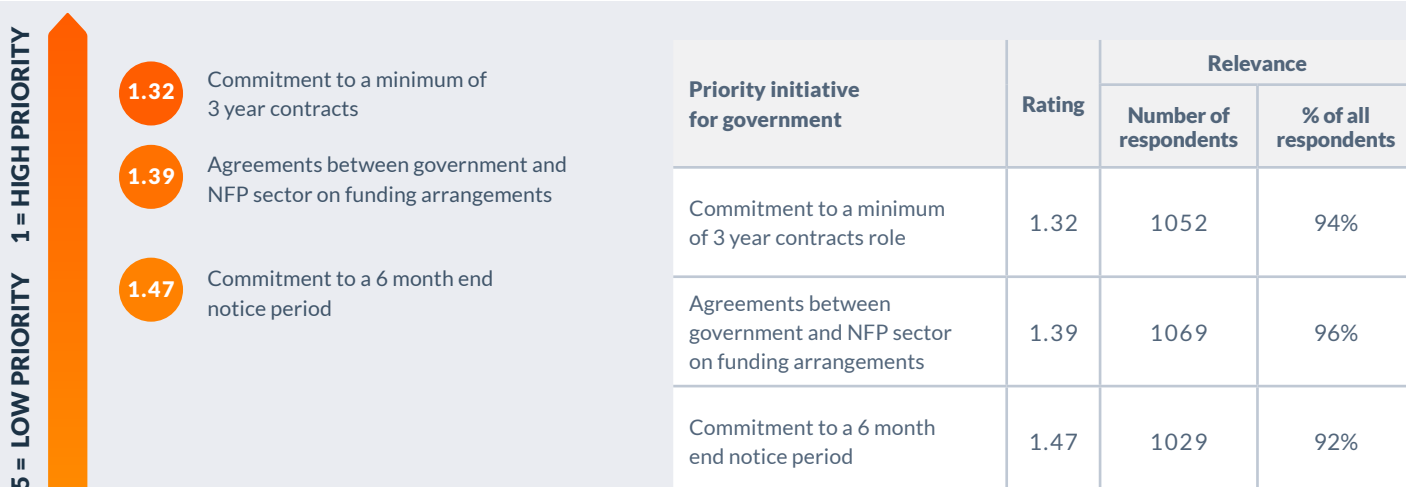 1 = HIGH PRIORITY
5 = LOW PRIORITY
1.32
Commitment to a minimum of
3 year contracts
1.39
Agreements between government and
NFP sector on funding arrangements
1.47
Commitment to a 6 month end
notice period
Priority initiative
for government
Rating
Relevance
Number of
respondents
% of all
respondents
Commitment to a minimum
of 3 year contracts role
1.32
1052
94%
Agreements between
government and NFP sector
on funding arrangements
1.39
1069
96%
Commitment to a 6 month
end notice period
1.47
1029
92%